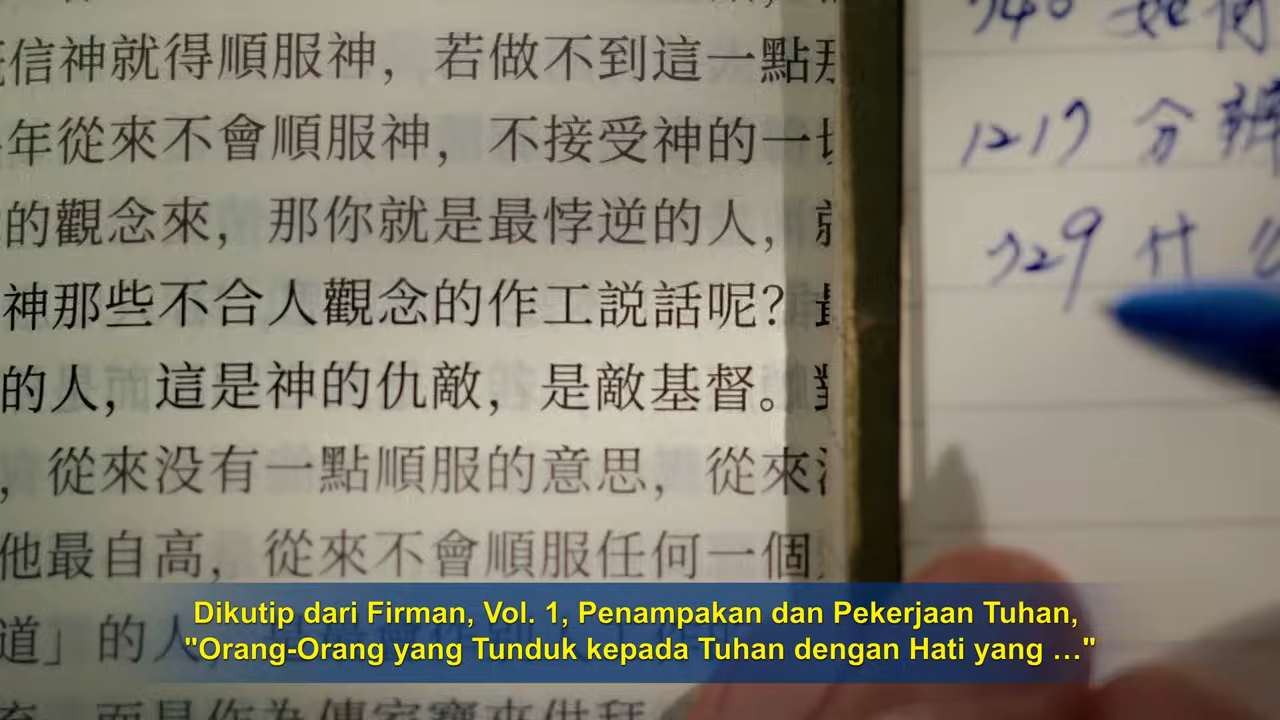 信神就得順服神，若做不到這一點
年從來不會順服神，不接受神的一切
的觀念來，那你就是最悖逆的人，就
神那些不合人觀念的作工説話呢？最
的人，這是神的仇敵，是敵基督。對
，從來没有一點順服的意思，從來没
他最自高，從來不會順服任何一個
道」的人
1217 分辨
729 什么
Dikutip dari Firman, Vol. 1, Penampakan dan Pekerjaan Tuhan,
"Orang-Orang yang Tunduk kepada Tuhan dengan Hati yang …"